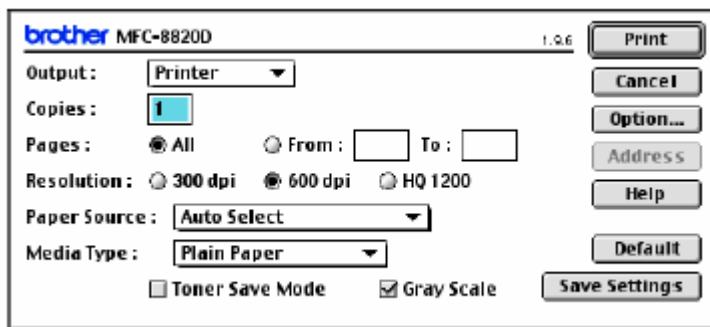 brother MFC-8820D 1.9.6 Print
Output: Printer
Cancel
Copies: 1
Option...
Pages: All From: To:
Address
Resolution: 300 dpi 600 dpi HQ 1200
Help
Paper Source: Auto Select
Media Type: Plain Paper
Default
Toner Save Mode Gray Scale
Save Settings